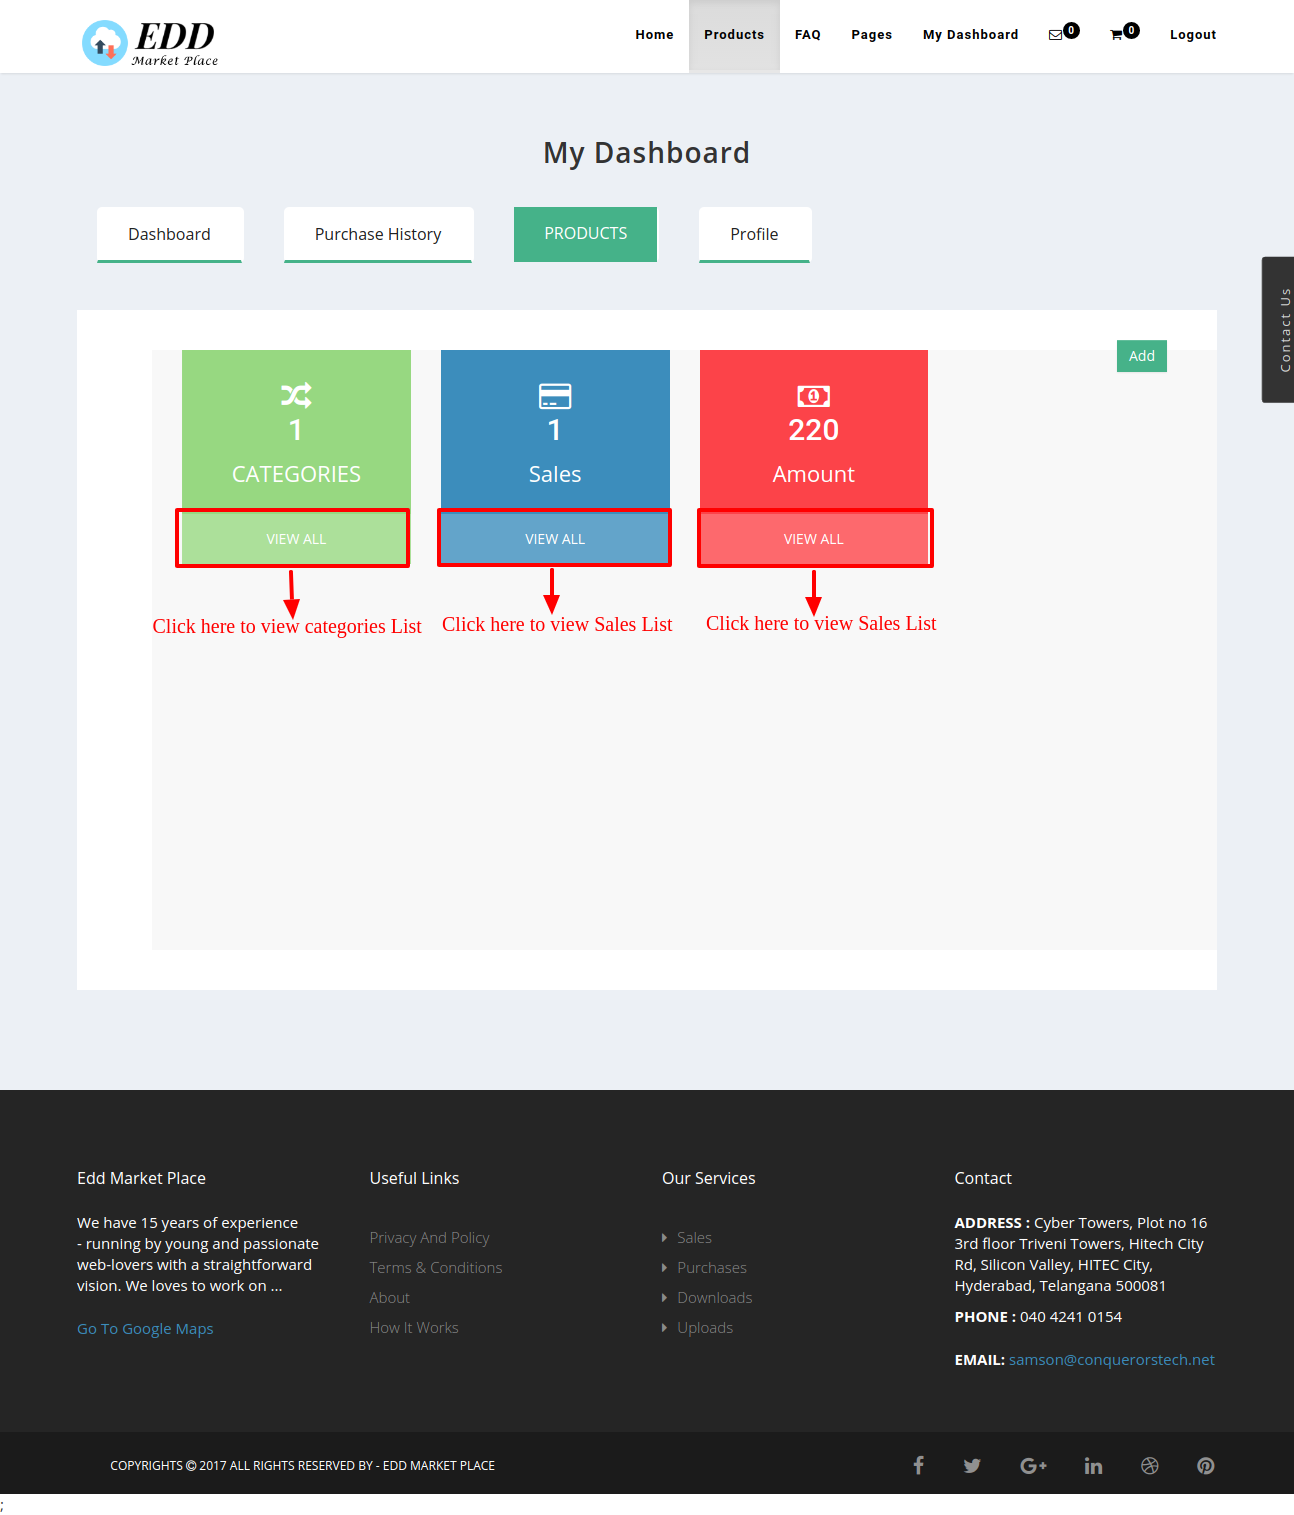 EDD
Market Place
Home Products FAQ Pages My Dashboard 0 0 Logout
My Dashboard
Dashboard Purchase History PRODUCTS Profile
Contact Us
Add
1 1 220
CATEGORIES Sales Amount
VIEW ALL VIEW ALL VIEW ALL
Click here to view categories List Click here to view Sales List Click here to view Sales List
Edd Market Place
We have 15 years of experience
- running by young and passionate
web-lovers with a straightforward
vision. We loves to work on ...
Go To Google Maps
Useful Links
Privacy And Policy
Terms & Conditions
About
How It Works
Our Services
Sales
Purchases
Downloads
Uploads
Contact
ADDRESS : Cyber Towers, Plot no 16
3rd floor Triveni Towers, Hitech City
Rd, Silicon Valley, HITEC City,
Hyderabad, Telangana 500081
PHONE : 040 4241 0154
EMAIL: samson@conquerorstech.net
COPYRIGHTS © 2017 ALL RIGHTS RESERVED BY - EDD MARKET PLACE
;